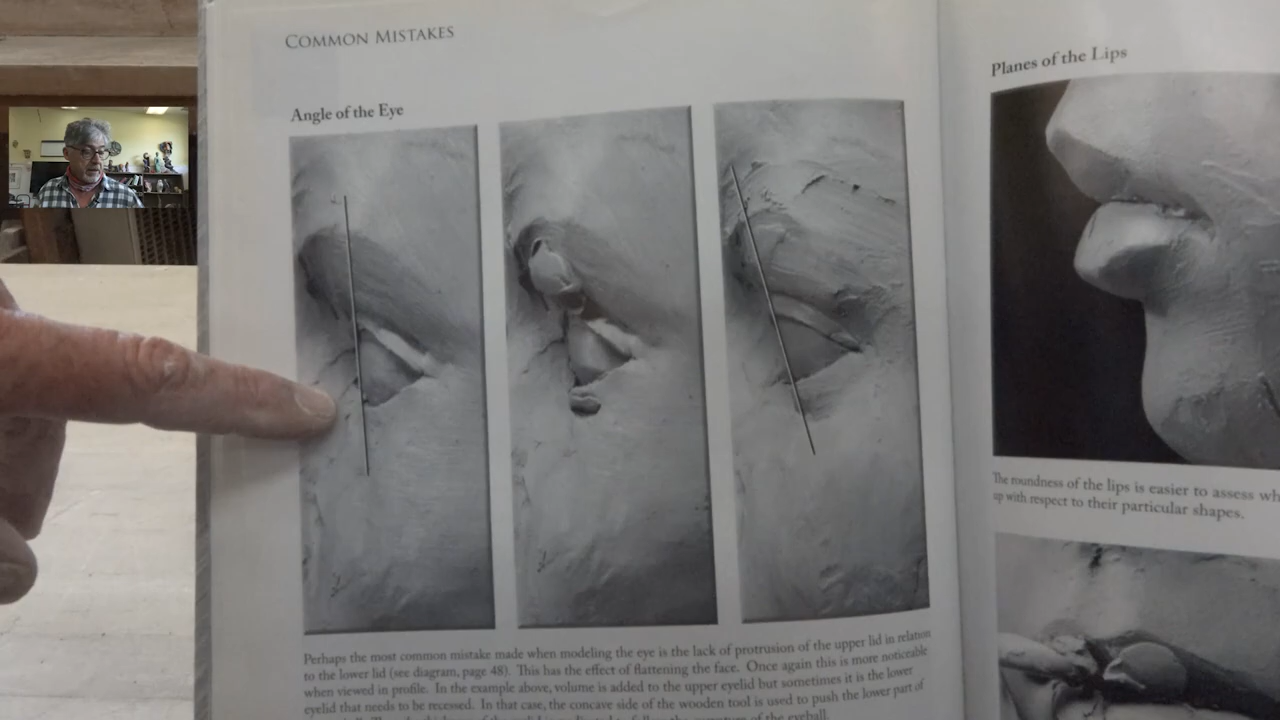 COMMON MISTAKES
Angle of the Eye
Perhaps the most common mistake made when modeling the eye is the lack of protrusion of the upper lid in relation
to the lower lid (see diagram, page 48). This has the effect of flattening the face. Once again this is more noticeable
when viewed in profile. In the example above, volume is added to the upper eyelid but sometimes it is the lower
eyelid that needs to be recessed. In that case, the concave side of the wooden tool is used to push the lower part of
of the eyeball.
Planes of the Lips
The roundness of the lips is easier to assess
up with respect to their particular shapes.